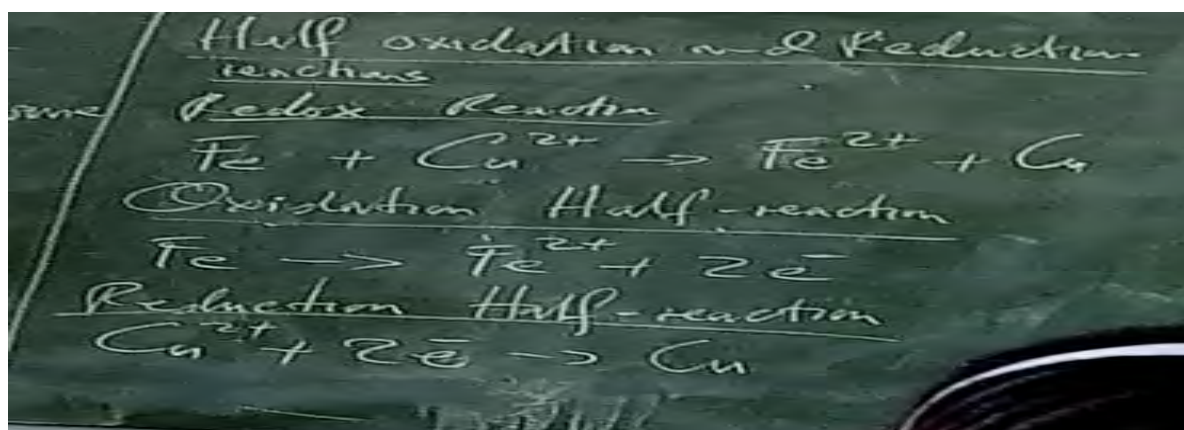 Half oxidation and Reduction
reactions
Redox Reaction
Fe + Cu²⁺ → Fe²⁺ + Cu
Oxidation Half-reaction
Fe → Fe²⁺ + 2e⁻
Reduction Half-reaction
Cu²⁺ + 2e⁻ → Cu